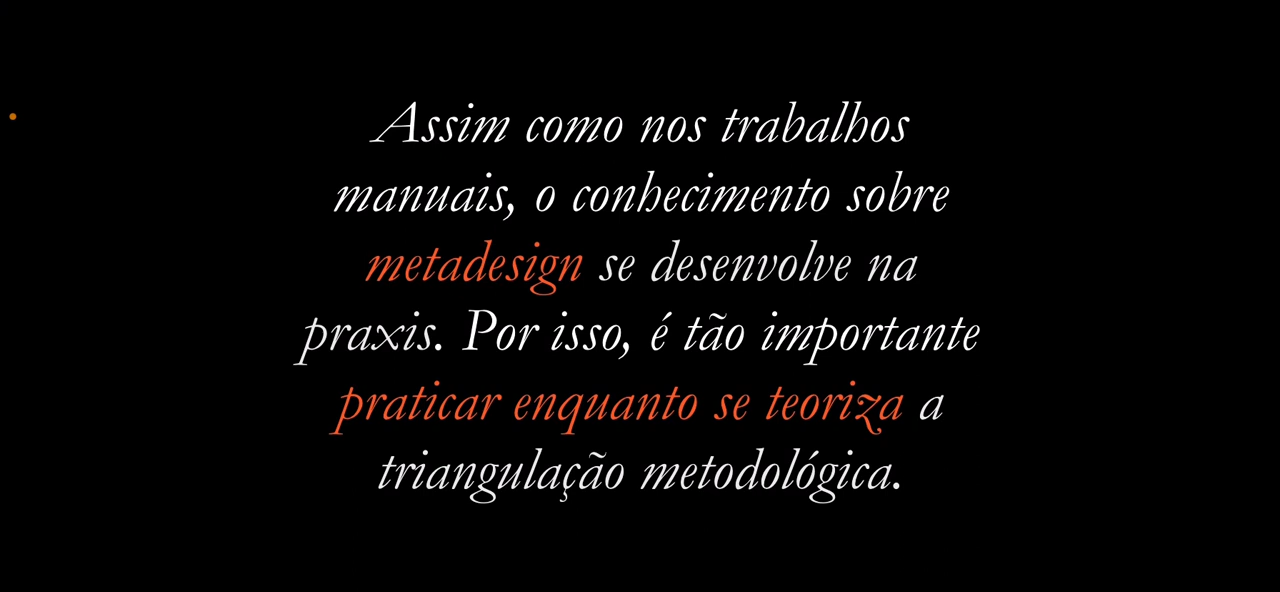 Assim como nos trabalhos
manuais, o conhecimento sobre
metadesign se desenvolve na
praxis. Por isso, é tão importante
praticar enquanto se teoriza a
triangulação metodológica.